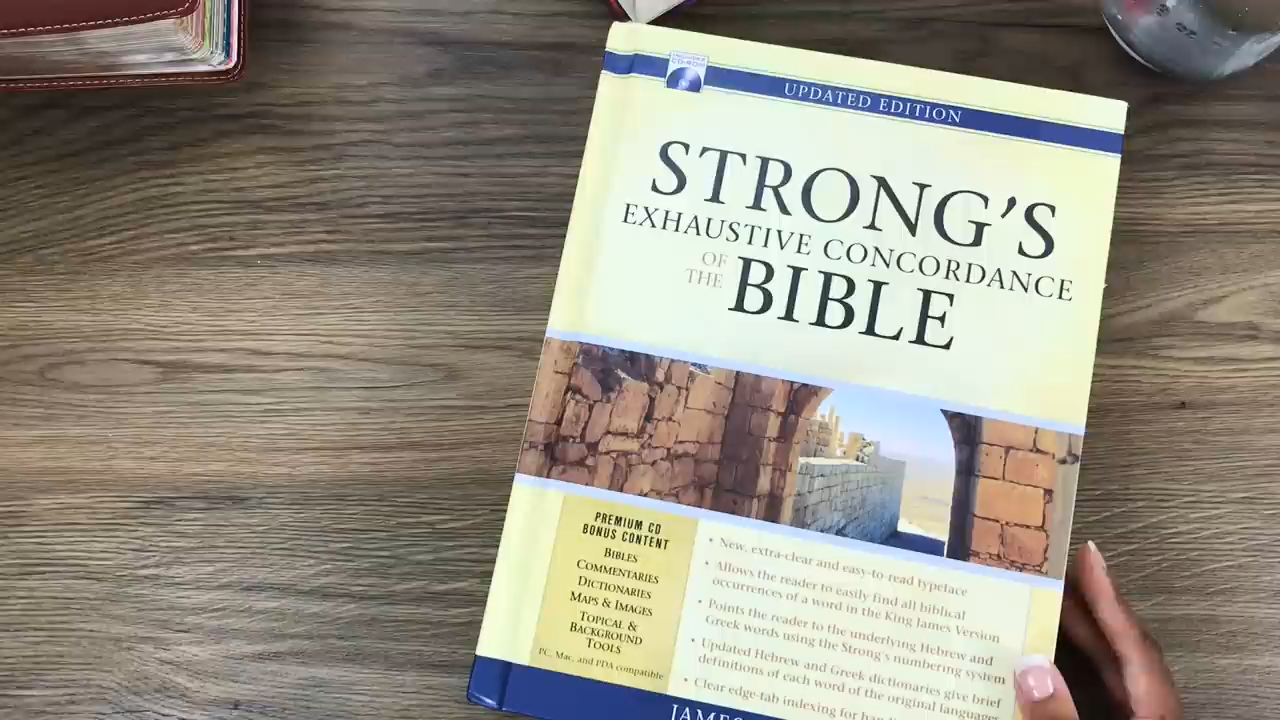 INCLUDES
CD-ROM
UPDATED EDITION
STRONG'S
EXHAUSTIVE CONCORDANCE
OF
THE
BIBLE
PREMIUM CD
BONUS CONTENT
BIBLES
COMMENTARIES
DICTIONARIES
MAPS & IMAGES
TOPICAL &
BACKGROUND
TOOLS
PC, Mac, and PDA compatible
• New, extra-clear and easy-to read typeface
• Allows the reader to easily find all biblical
occurrences of a word in the King James Version
• Points the reader to the underlying Hebrew and
Greek words using the Strong's numbering system
• Updated Hebrew and Greek dictionaries give brief
definitions of each word of the original languages
• Clear edge-tab indexing for
JAMES